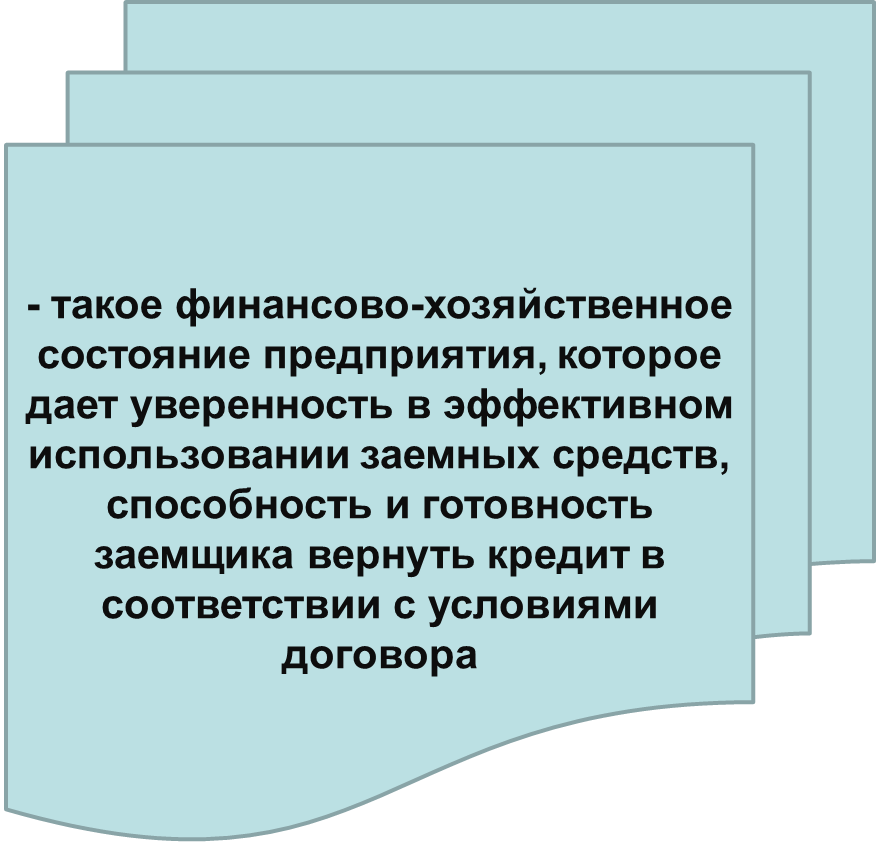 - такое финансово-хозяйственное
состояние предприятия, которое
дает уверенность в эффективном
использовании заемных средств,
способность и готовность
заемщика вернуть кредит в
соответствии с условиями
договора